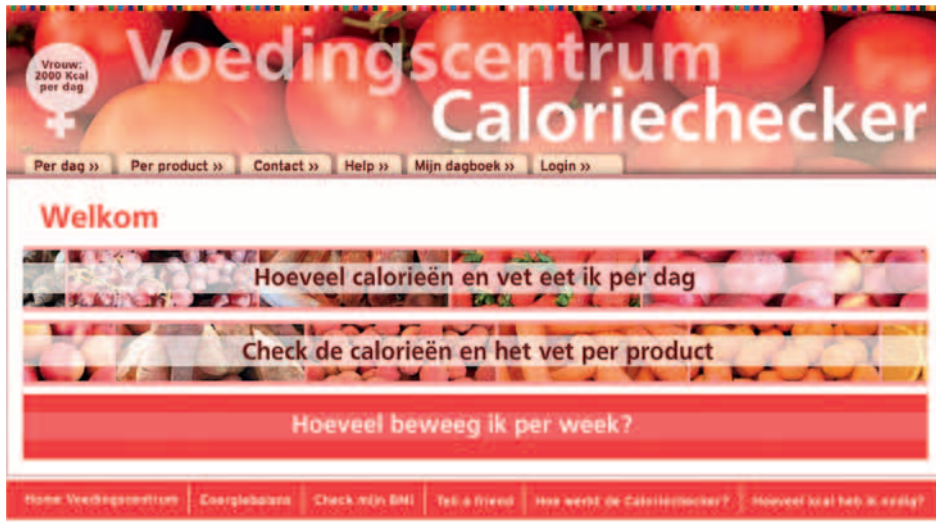 Voedingscentrum
Caloriechecker
Vrouw:
2000 Kcal
per dag
Per dag »
Per product »
Contact »
Help »
Mijn dagboek »
Login »
Welkom
Hoeveel calorieën en vet eet ik per dag
Check de calorieën en het vet per product
Hoeveel beweeg ik per week?
Home Voedingscentrum
Energiebalans
Check mijn BMI
Tell a friend
Hoe werkt de Caloriechecker?
Hoeveel kcal heb ik nodig?